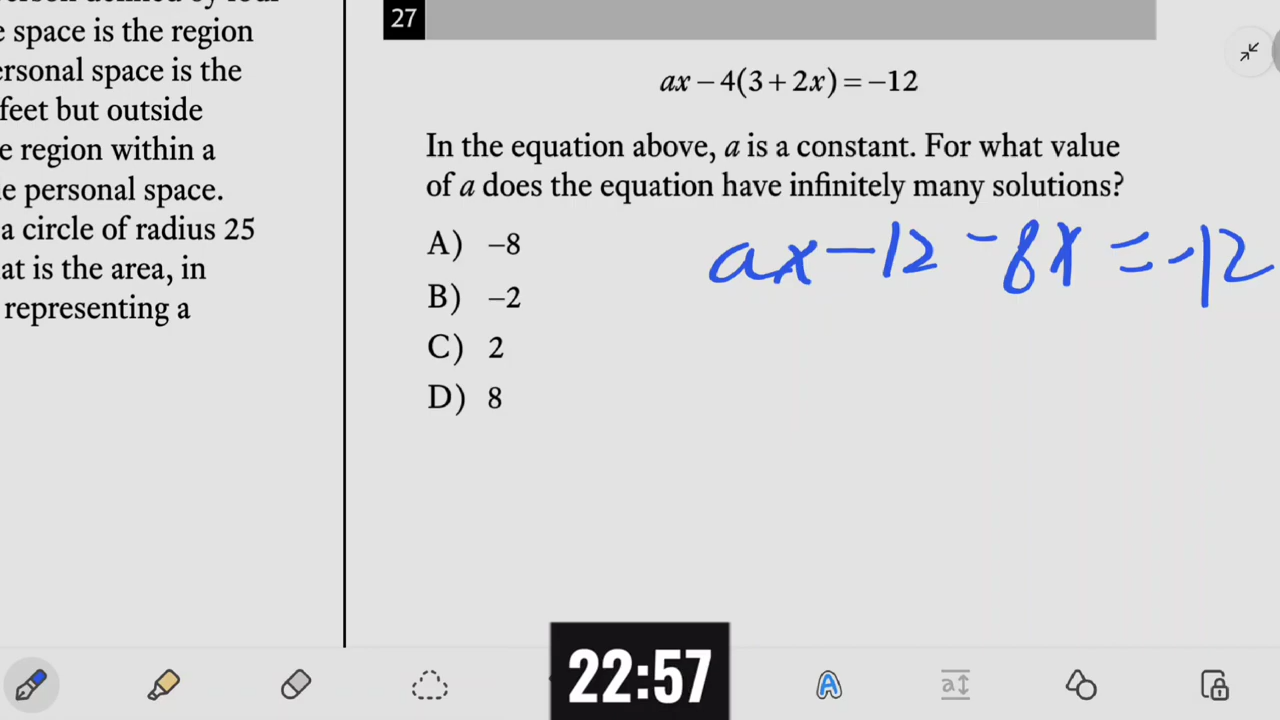 27
e space is the region
ersonal space is the
feet but outside
e region within a
le personal space.
a circle of radius 25
at is the area, in
representing a
ax – 4(3 + 2x) = –12
In the equation above, a is a constant. For what value
of a does the equation have infinitely many solutions?
A) –8
B) –2
C) 2
D) 8
ax – 12 – 8x = -12
22:57
A
a